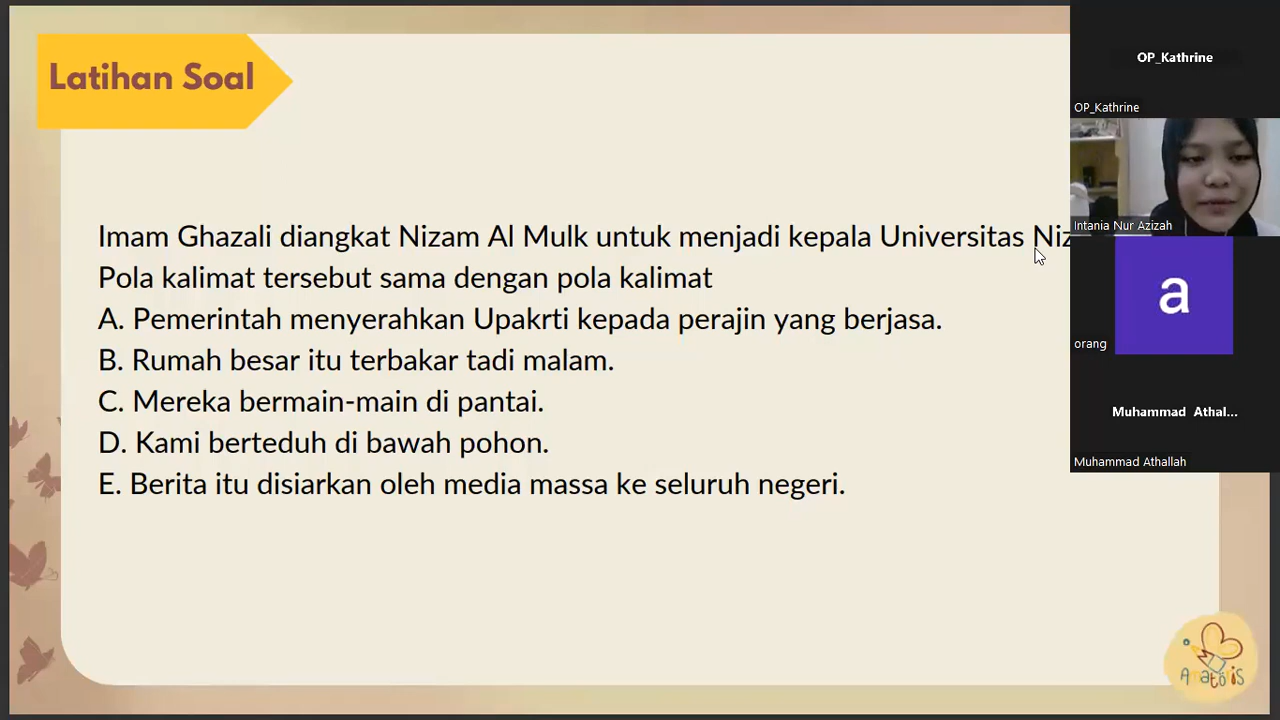 Latihan Soal
Imam Ghazali diangkat Nizam Al Mulk untuk menjadi kepala Universitas
Pola kalimat tersebut sama dengan pola kalimat
A. Pemerintah menyerahkan Upakrti kepada perajin yang berjasa.
B. Rumah besar itu terbakar tadi malam.
C. Mereka bermain-main di pantai.
D. Kami berteduh di bawah pohon.
E. Berita itu disiarkan oleh media massa ke seluruh negeri.
OP_Kathrine
OP_Kathrine
Intania Nur Azizah
a
orang
Muhammad Athal...
Muhammad Athallah
Amatoris